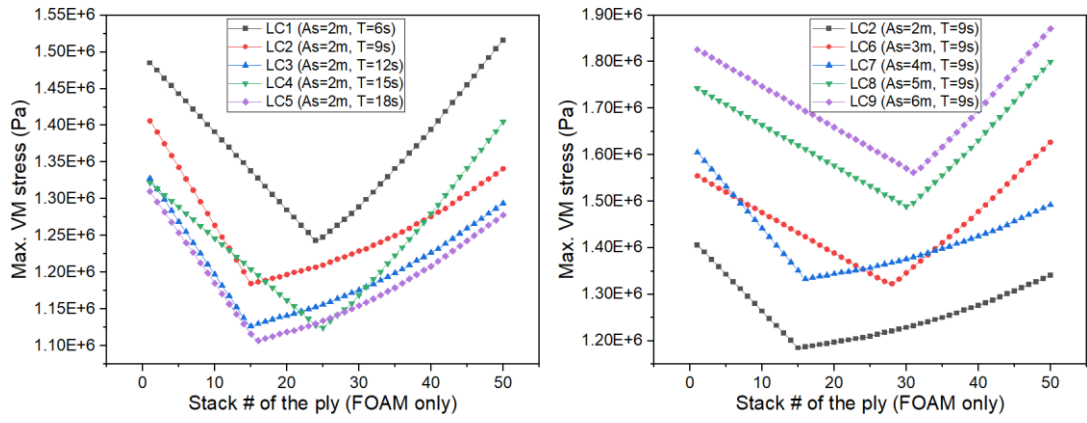 1.55E+6
1.50E+6
1.45E+6
1.40E+6
1.35E+6
1.30E+6
1.25E+6
1.20E+6
1.15E+6
1.10E+6
Max. VM stress (Pa)
LC1 (As=2m, T=6s)
LC2 (As=2m, T=9s)
LC3 (As=2m, T=12s)
LC4 (As=2m, T=15s)
LC5 (As=2m, T=18s)
0 10 20 30 40 50
Stack # of the ply (FOAM only)
1.90E+6
1.80E+6
1.70E+6
1.60E+6
1.50E+6
1.40E+6
1.30E+6
1.20E+6
Max. VM stress (Pa)
LC2 (As=2m, T=9s)
LC6 (As=3m, T=9s)
LC7 (As=4m, T=9s)
LC8 (As=5m, T=9s)
LC9 (As=6m, T=9s)
0 10 20 30 40 50
Stack # of the ply (FOAM only)